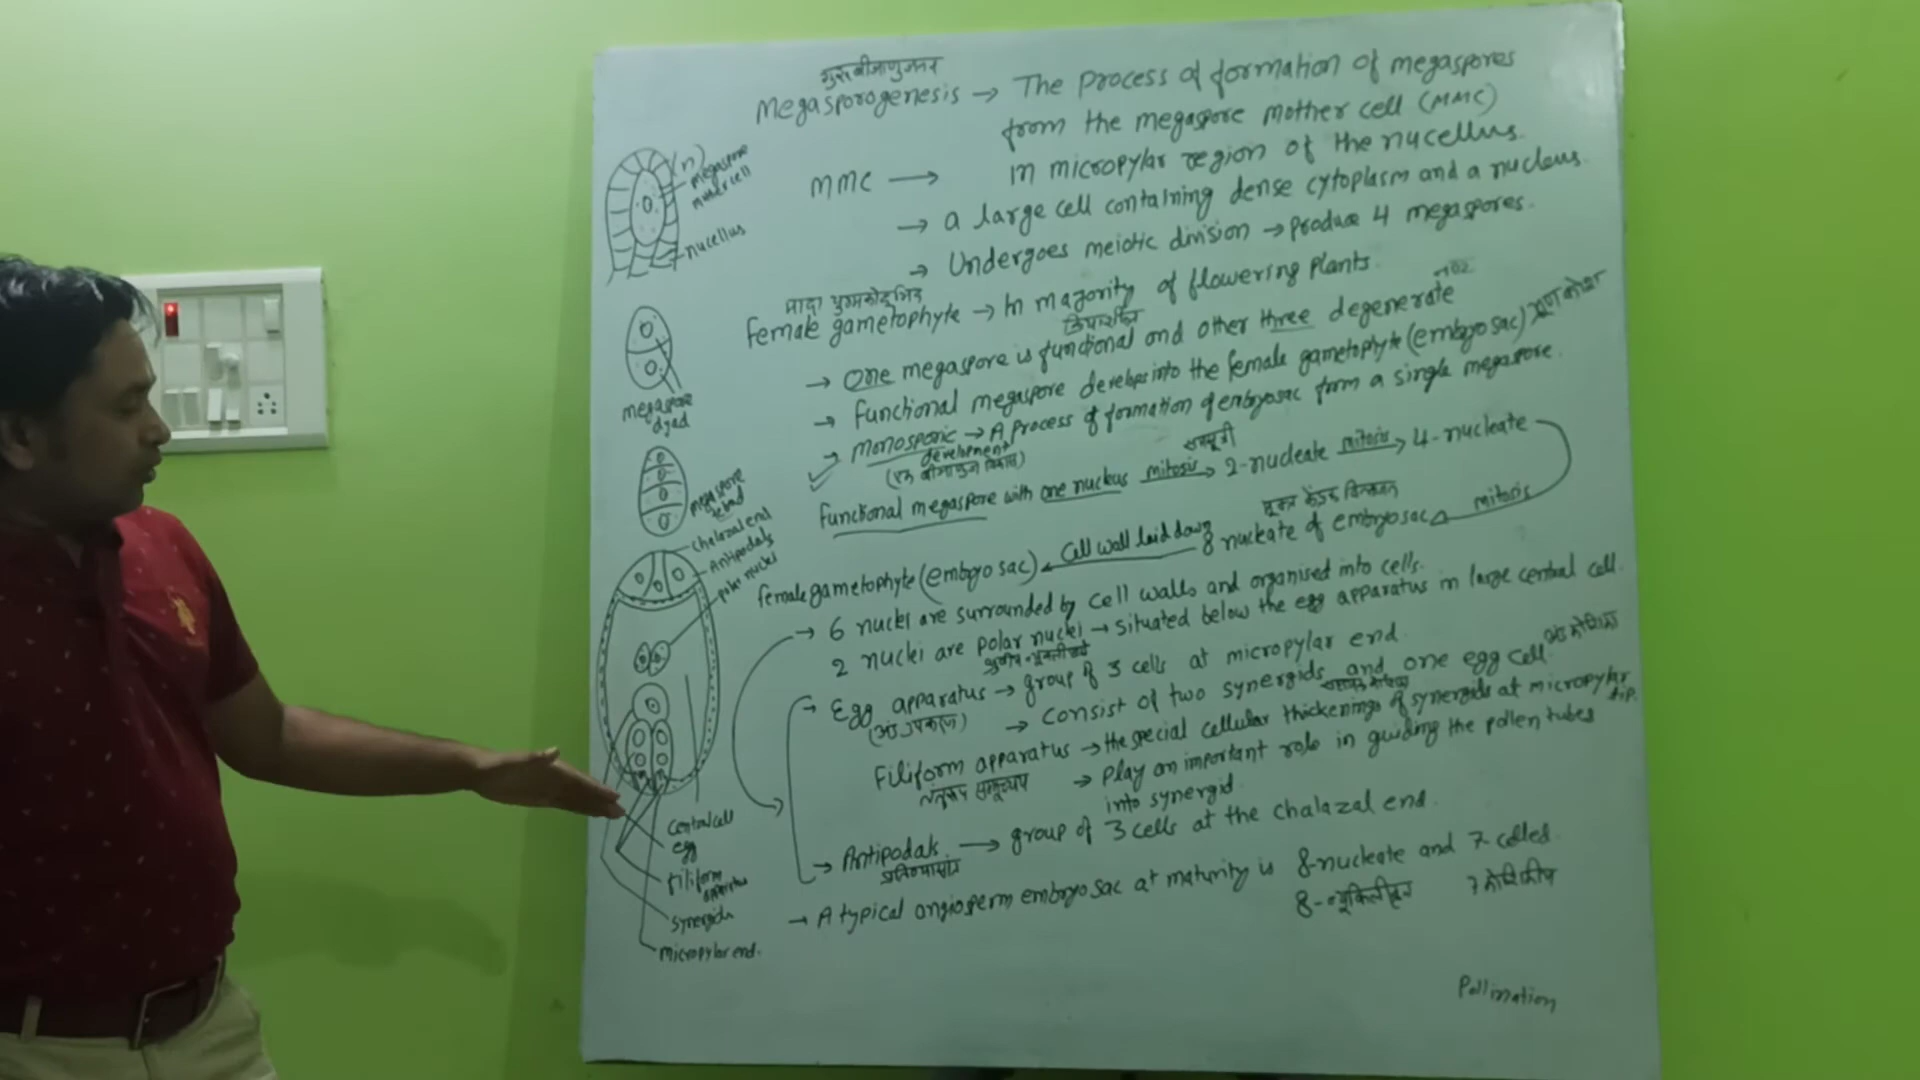 गुरुबीजाणुजनन
Megasporogenesis → The process of formation of megaspores
from the megaspore mother cell (MMC)
MMC → in micropylar region of the nucellus.
→ a large cell containing dense cytoplasm and a nucleus.
→ Undergoes meiotic division → produce 4 megaspores.
मादा युग्मकोद्भिद
Female gametophyte → In majority of flowering plants.
→ One megaspore is functional and other three degenerate
→ Functional megaspore develops into the female gametophyte (embryo sac) भ्रूण कोश
→ monosporic → A process of formation of embryosac from a single megaspore.
development
(एक बीजाणुज विकास)
Functional megaspore with one nucleus mitosis → 2-nucleate mitosis → 4-nucleate
mitosis
8 nucleate of embryosac
Female gametophyte (embryo sac) Cell wall laid down
→ 6 nuclei are surrounded by cell walls and organised into cells.
2 nuclei are polar nuclei → situated below the egg apparatus in large central cell.
→ Egg apparatus → group of 3 cells at micropylar end.
(अंड उपकरण)
→ Consist of two synergids and one egg cell
Filiform apparatus → the special cellular thickenings of synergids at micropylar tip.
→ Play an important role in guiding the pollen tubes
into synergid.
→ Antipodals → group of 3 cells at the chalazal end.
→ A typical angiosperm embryo sac at maturity is 8-nucleate and 7-celled.
Pollination
(n)
megaspore
mother cell
nucellus
megaspore
dyad
megaspore
tetrad
chalazal end
Antipodals
polar nuclei
central cell
egg
filiform
apparatus
synergids
micropylar end.